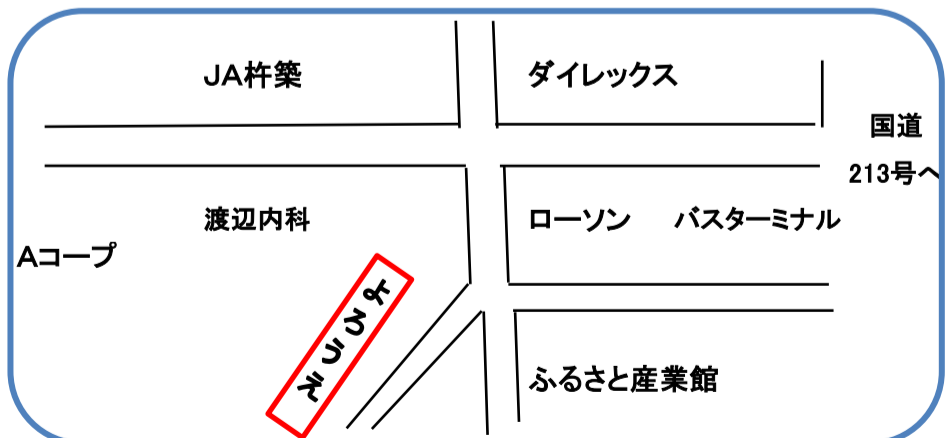 JA杵築
ダイレックス
国道
213号へ
渡辺内科
ローソン
バスターミナル
Aコープ
よろうえ
ふるさと産業館